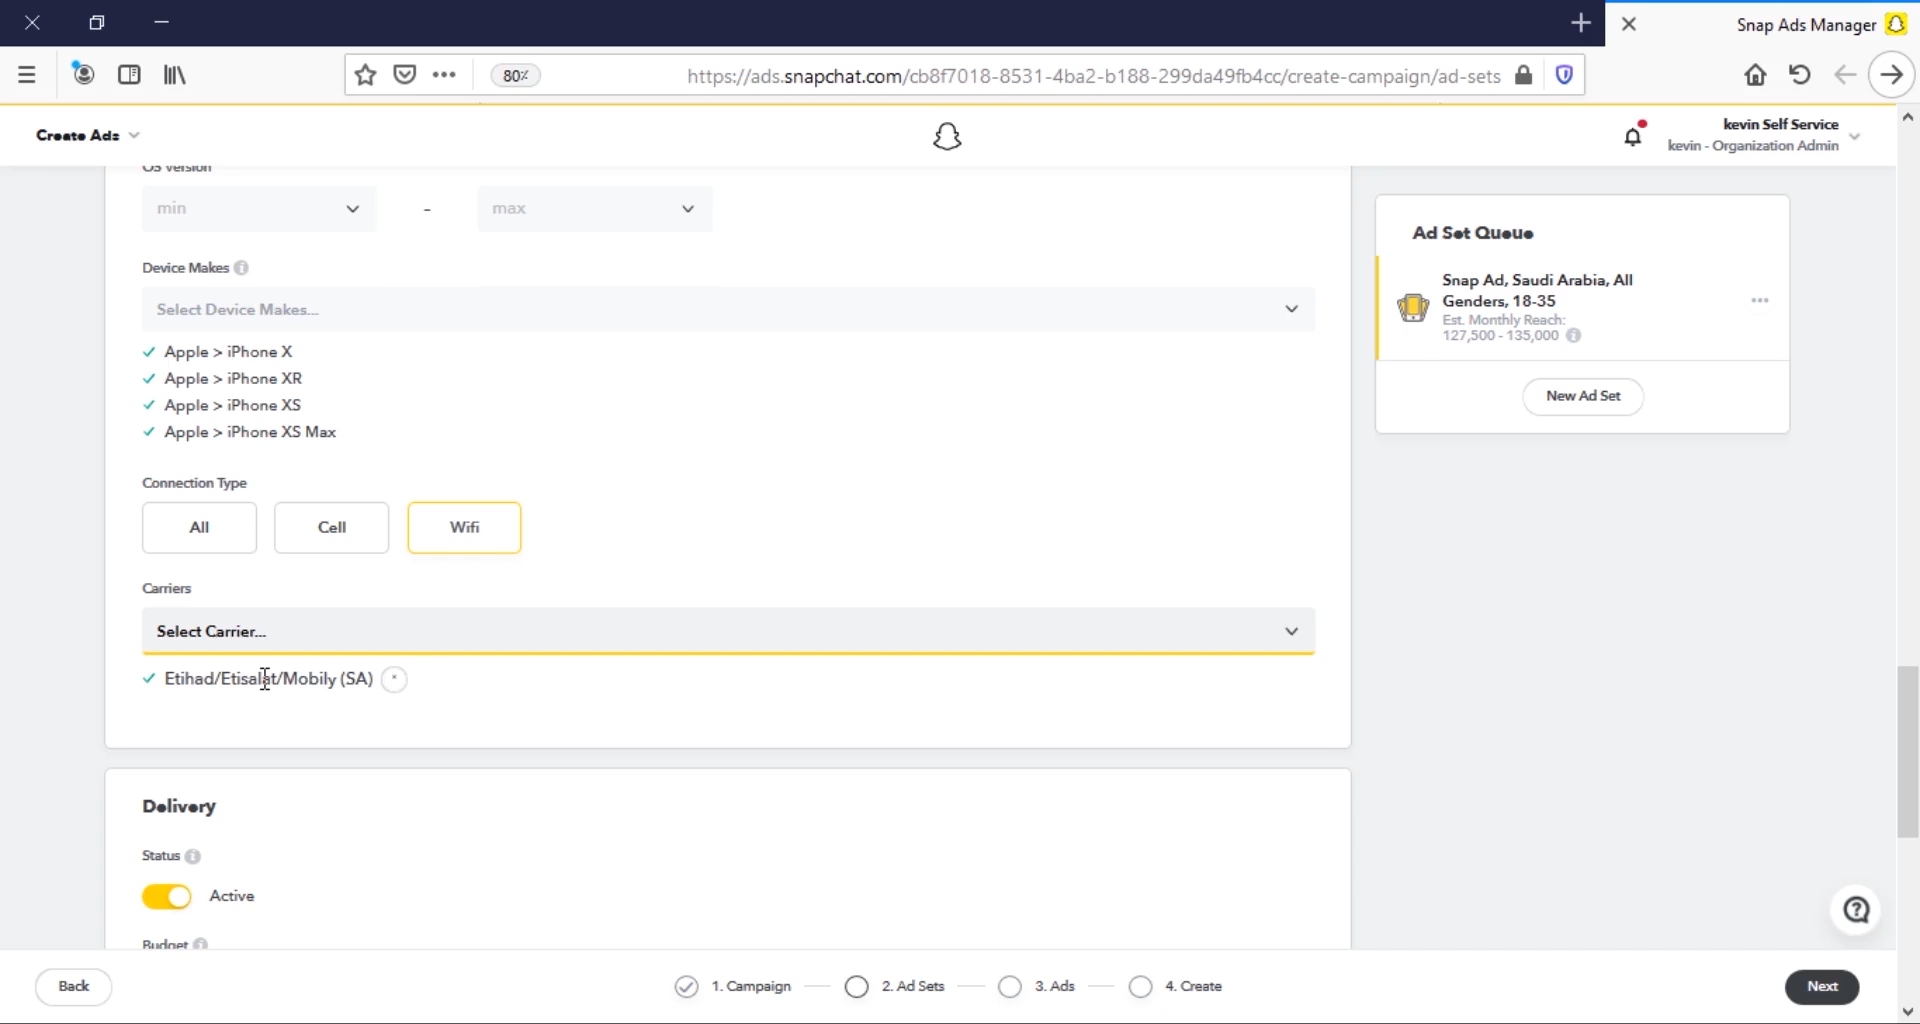 Snap Ads Manager
80%
https://ads.snapchat.com/cb8f7018-8531-4ba2-b188-299da49fb4cc/create-campaign/ad-sets
Create Ads
kevin Self Service
kevin - Organization Admin
OS version
min - max
Device Makes
Select Device Makes...
Apple > iPhone X
Apple > iPhone XR
Apple > iPhone XS
Apple > iPhone XS Max
Connection Type
All Cell Wifi
Carriers
Select Carrier...
Etihad/Etisalat/Mobily (SA)
Delivery
Status
Active
Budget
Ad Set Queue
Snap Ad, Saudi Arabia, All
Genders, 18-35
Est. Monthly Reach:
127,500 - 135,000
New Ad Set
Back
1. Campaign
2. Ad Sets
3. Ads
4. Create
Next